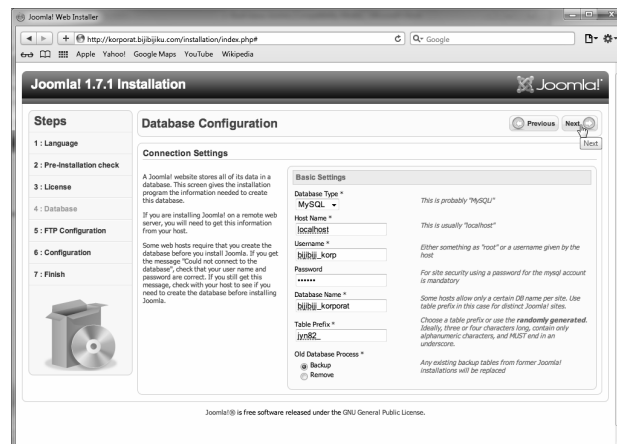 Joomla! Web Installer
http://korporat.bijibijiku.com/installation/index.php#
Google
Apple Yahoo! Google Maps YouTube Wikipedia
Joomla! 1.7.1 Installation
Joomla!
Steps
1 : Language
2 : Pre-Installation check
3 : License
4 : Database
5 : FTP Configuration
6 : Configuration
7 : Finish
Database Configuration
Previous
Next
Next
Connection Settings
A Joomla! website stores all of its data in a
database. This screen gives the installation
program the information needed to create
this database.
If you are installing Joomla! on a remote web
server, you will need to get this information
from your host.
Some web hosts require that you create the
database before you install Joomla. If you get
the message "Could not connect to the
database", check that your user name and
password are correct. If you still get this
message, check with your host to see if you
need to create the database before installing
Joomla.
Basic Settings
Database Type *
MySQL
This is probably "MySQL"
Host Name *
localhost
This is usually "localhost"
Username *
bijibiji_korp
Either something as "root" or a username given by the
host
Password
••••••
For site security using a password for the mysql account
is mandatory
Database Name *
bijibiji_korporat
Some hosts allow only a certain DB name per site. Use
table prefix in this case for distinct Joomla! sites.
Table Prefix *
jyn82_
Choose a table prefix or use the randomly generated.
Ideally, three or four characters long, contain only
alphanumeric characters, and MUST end in an
underscore.
Old Database Process *
Backup
Remove
Any existing backup tables from former Joomla!
installations will be replaced
Joomla!® is free software released under the GNU General Public License.